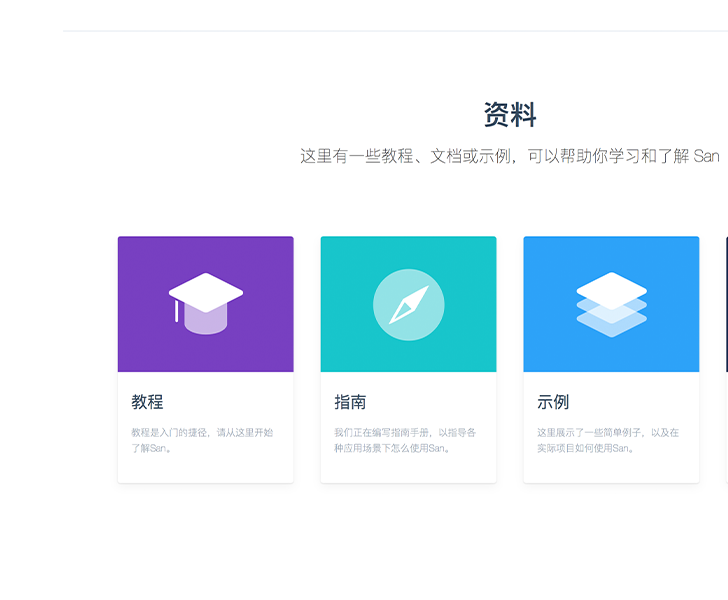 资料
这里有一些教程、文档或示例，可以帮助你学习和了解 San
教程
教程是入门的捷径，请从这里开始
了解San。
指南
我们正在编写指南手册，以指导各
种应用场景下怎么使用San。
示例
这里展示了一些简单例子，以及在
实际项目如何使用San。